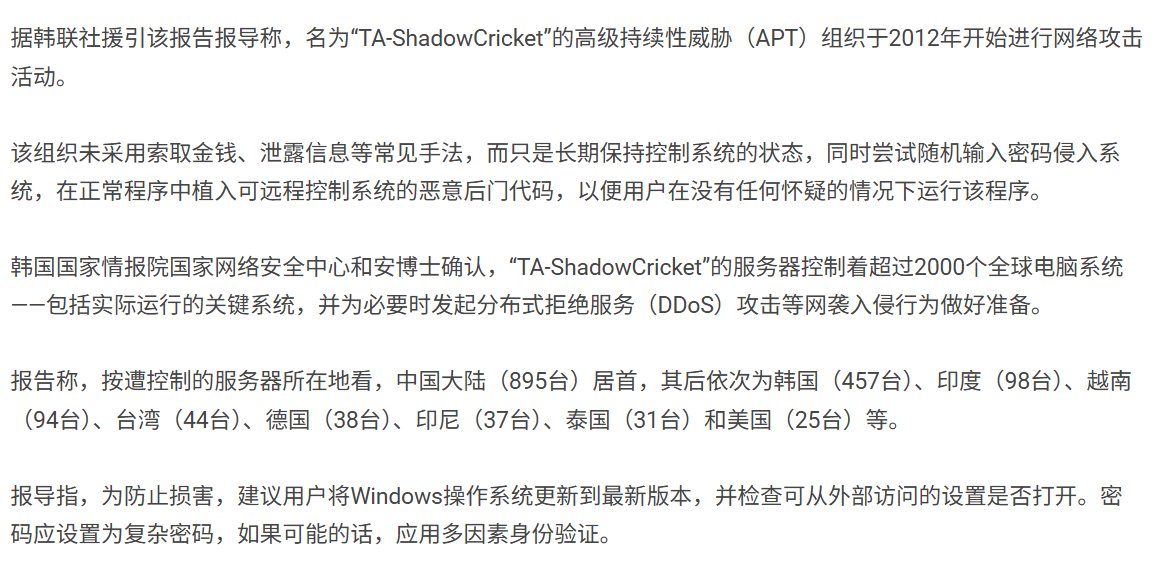 据韩联社援引该报告报导称，名为“TA-ShadowCricket”的高级持续性威胁（APT）组织于2012年开始进行网络攻击
活动。
该组织未采用索取金钱、泄露信息等常见手法，而只是长期保持控制系统的状态，同时尝试随机输入密码侵入系
统，在正常程序中植入可远程控制系统的恶意后门代码，以便用户在没有任何怀疑的情况下运行该程序。
韩国国家情报院国家网络安全中心和安博士确认，“TA-ShadowCricket”的服务器控制着超过2000个全球电脑系统
——包括实际运行的关键系统，并为必要时发起分布式拒绝服务（DDoS）攻击等网袭入侵行为做好准备。
报告称，按遭控制的服务器所在地看，中国大陆（895台）居首，其后依次为韩国（457台）、印度（98台）、越南
（94台）、台湾（44台）、德国（38台）、印尼（37台）、泰国（31台）和美国（25台）等。
报导指，为防止损害，建议用户将Windows操作系统更新到最新版本，并检查可从外部访问的设置是否打开。密
码应设置为复杂密码，如果可能的话，应用多因素身份验证。